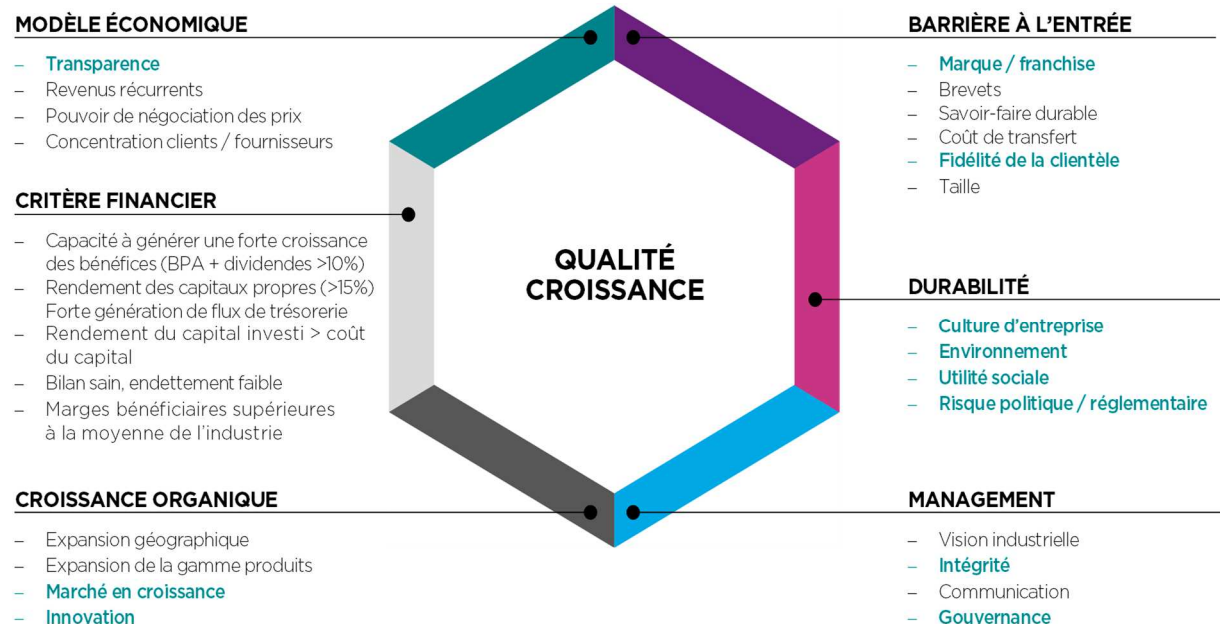 MODÈLE ÉCONOMIQUE
– Transparence
– Revenus récurrents
– Pouvoir de négociation des prix
– Concentration clients / fournisseurs
CRITÈRE FINANCIER
– Capacité à générer une forte croissance
des bénéfices (BPA + dividendes >10%)
– Rendement des capitaux propres (>15%)
Forte génération de flux de trésorerie
– Rendement du capital investi > coût
du capital
– Bilan sain, endettement faible
– Marges bénéficiaires supérieures
à la moyenne de l’industrie
CROISSANCE ORGANIQUE
– Expansion géographique
– Expansion de la gamme produits
– Marché en croissance
– Innovation
QUALITÉ
CROISSANCE
BARRIÈRE À L’ENTRÉE
– Marque / franchise
– Brevets
– Savoir-faire durable
– Coût de transfert
– Fidélité de la clientèle
– Taille
DURABILITÉ
– Culture d’entreprise
– Environnement
– Utilité sociale
– Risque politique / réglementaire
MANAGEMENT
– Vision industrielle
– Intégrité
– Communication
– Gouvernance